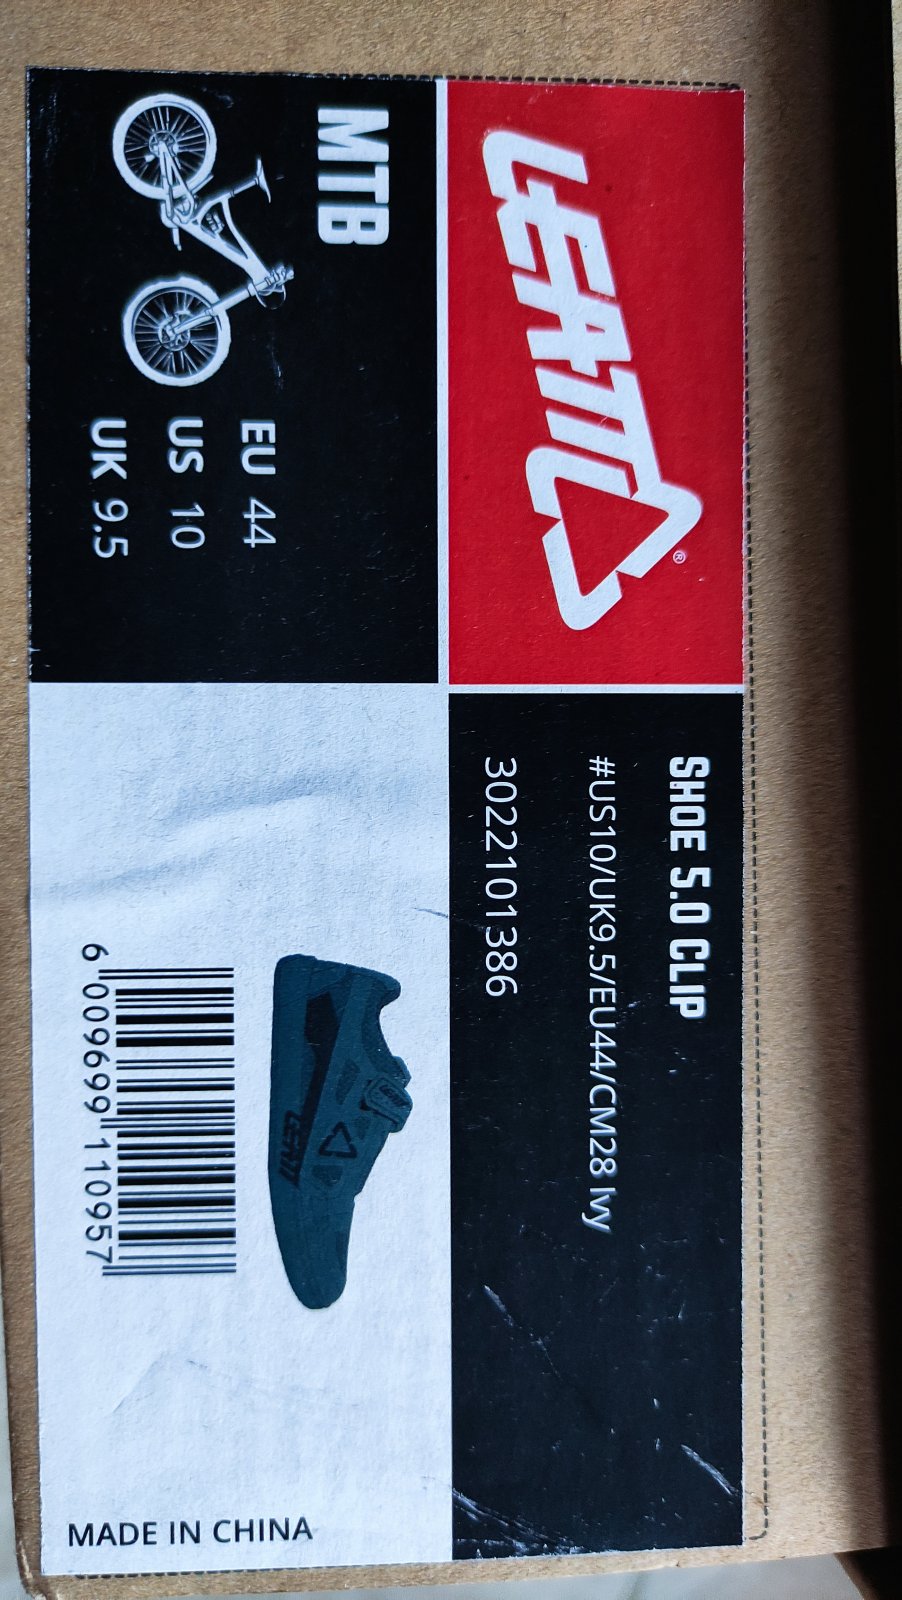 MTB
EU 44
US 10
UK 9.5
LEATT®
SHOE 5.0 CLIP
#US10/UK9.5/EU44/CM28 Ivy
3022101386
LEATT
6 009699 110957
MADE IN CHINA